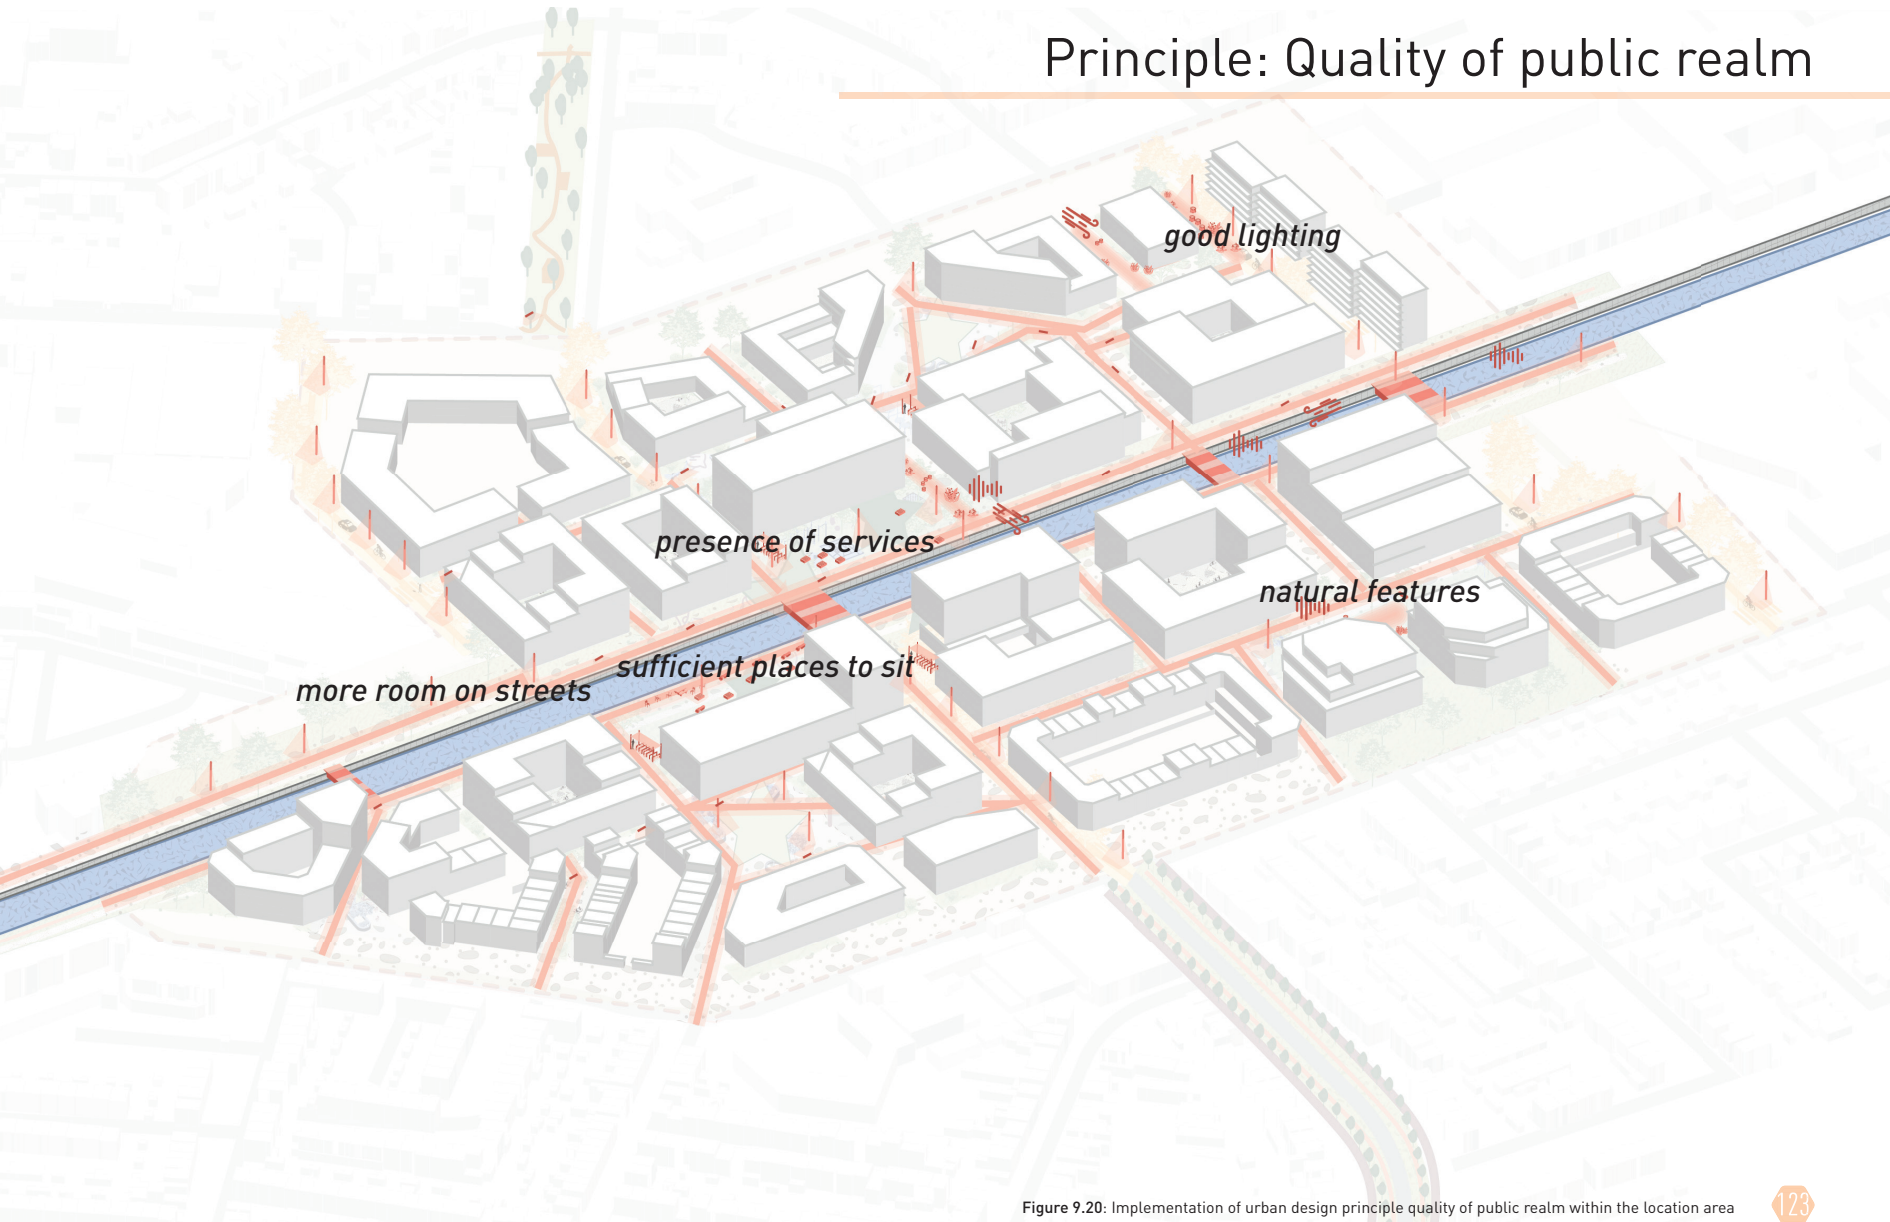 Principle: Quality of public realm
good lighting
presence of services
natural features
sufficient places to sit
more room on streets
Figure 9.20: Implementation of urban design principle quality of public realm within the location area
123